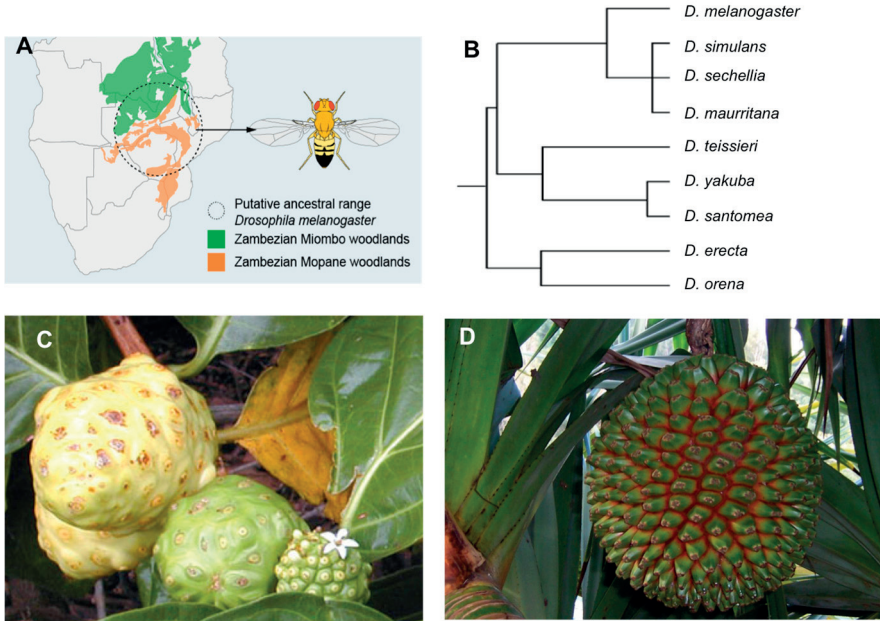 A
Putative ancestral range
Drosophila melanogaster
Zambezian Miombo woodlands
Zambezian Mopane woodlands
B
D. melanogaster
D. simulans
D. sechellia
D. maurritana
D. teissieri
D. yakuba
D. santomea
D. erecta
D. orena
C
D